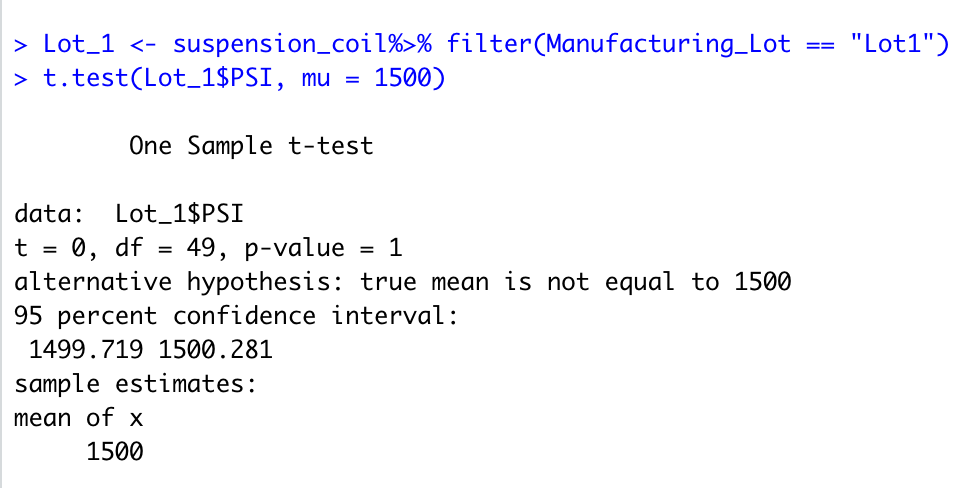 > Lot_1 <- suspension_coil%>% filter(Manufacturing_Lot == "Lot1")
> t.test(Lot_1$PSI, mu = 1500)
One Sample t-test
data:  Lot_1$PSI
t = 0, df = 49, p-value = 1
alternative hypothesis: true mean is not equal to 1500
95 percent confidence interval:
1499.719 1500.281
sample estimates:
mean of x
1500